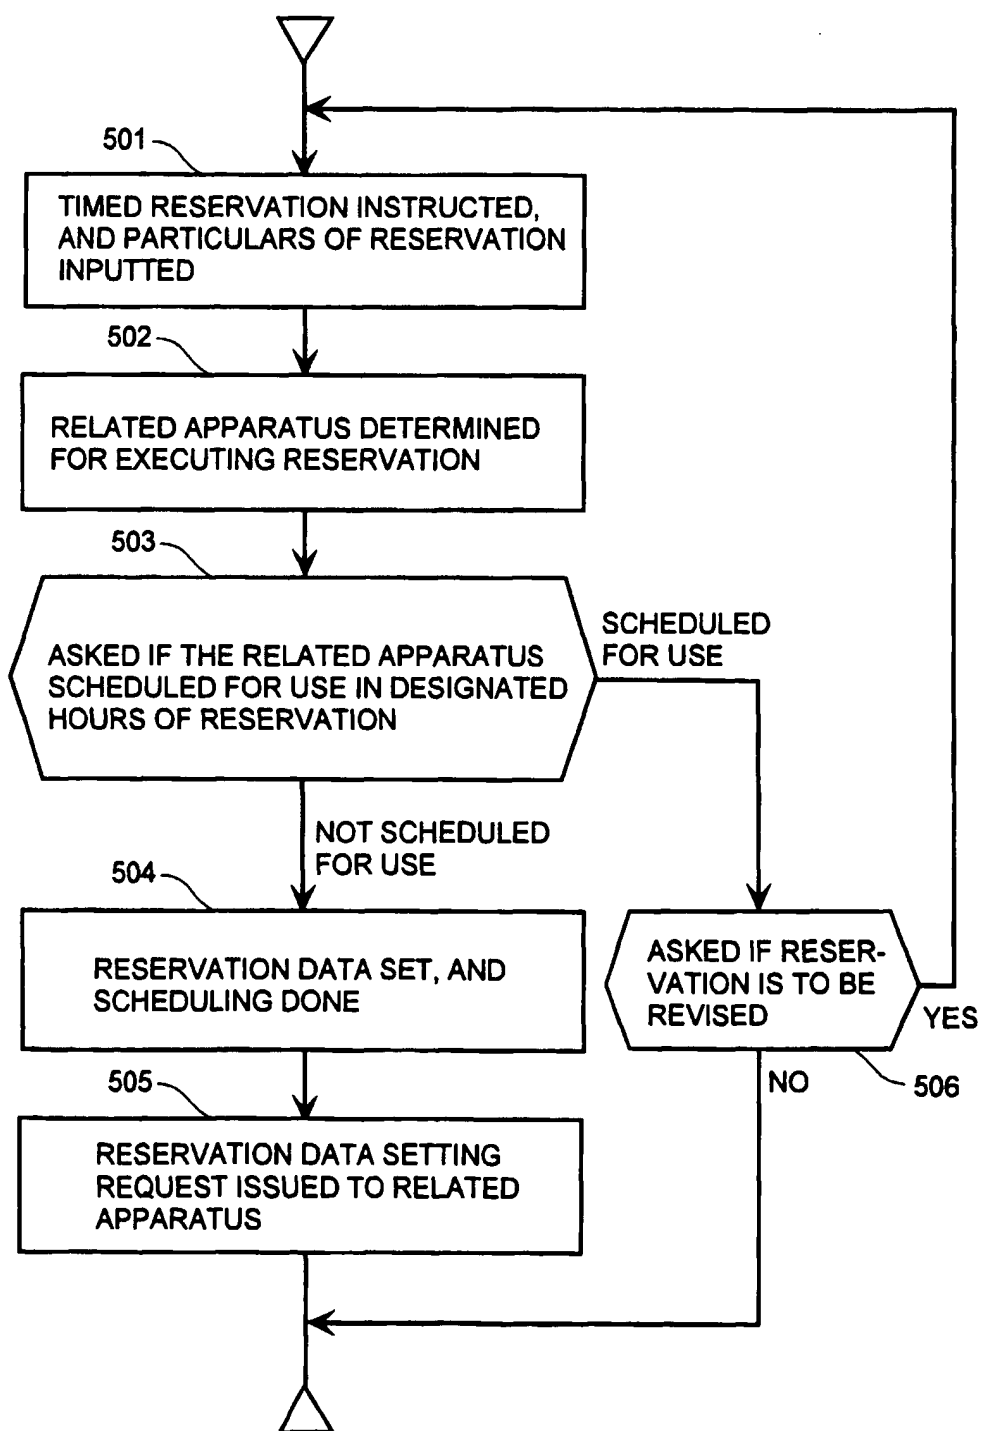 501
TIMED RESERVATION INSTRUCTED,
AND PARTICULARS OF RESERVATION
INPUTTED
502
RELATED APPARATUS DETERMINED
FOR EXECUTING RESERVATION
503
ASKED IF THE RELATED APPARATUS
SCHEDULED FOR USE IN DESIGNATED
HOURS OF RESERVATION
SCHEDULED
FOR USE
NOT SCHEDULED
FOR USE
504
RESERVATION DATA SET, AND
SCHEDULING DONE
ASKED IF RESER-
VATION IS TO BE
REVISED
YES
506
NO
505
RESERVATION DATA SETTING
REQUEST ISSUED TO RELATED
APPARATUS